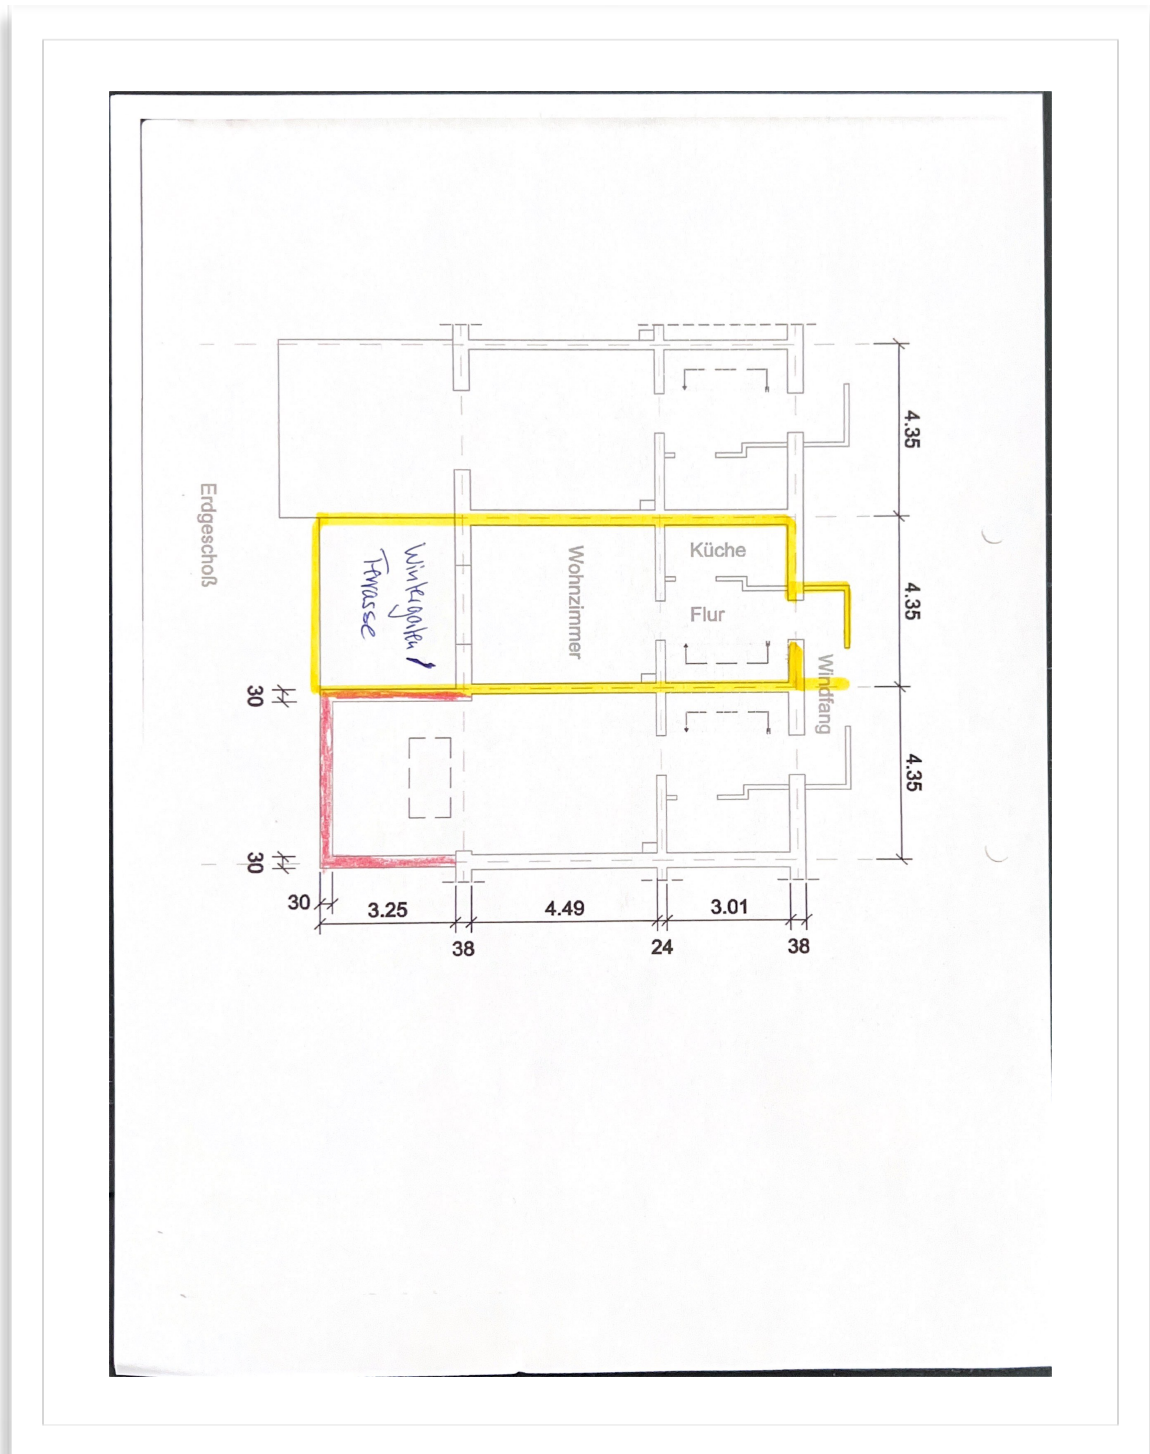 4.35
4.35
4.35
Küche
Flur
Windfang
Wohnzimmer
Wintergarten/
Terrasse
Erdgeschoß
30
30
30
3.25
38
4.49
24
3.01
38